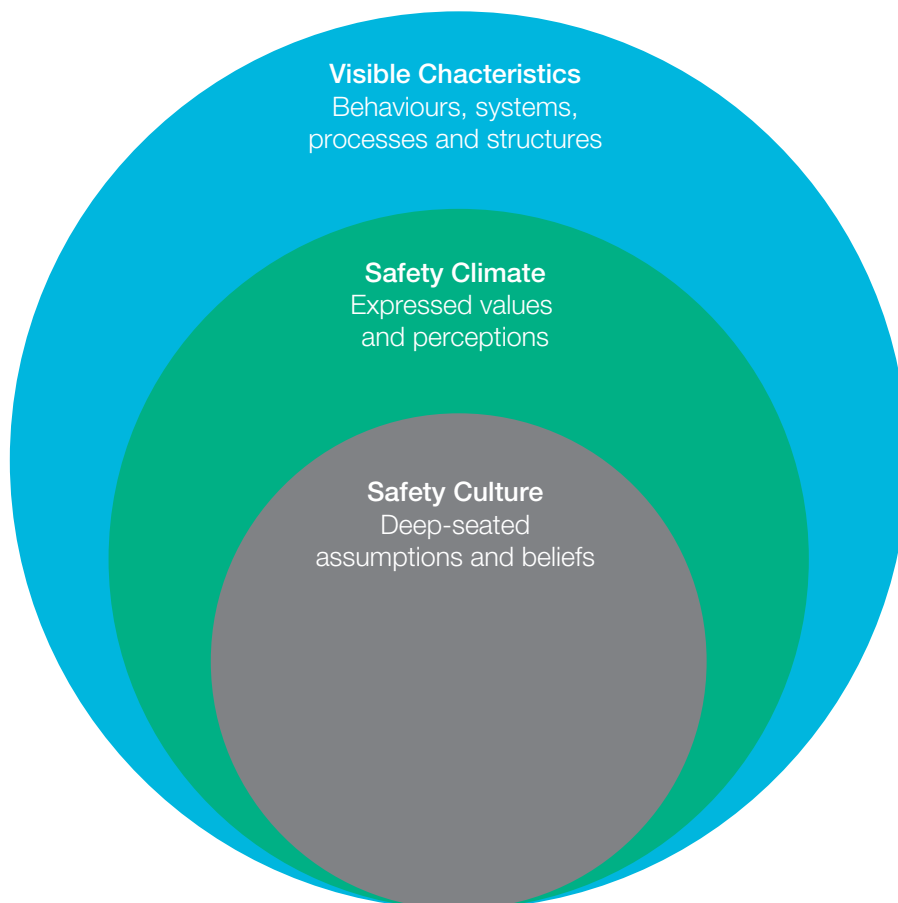 Visible Chacteristics
Behaviours, systems,
processes and structures
Safety Climate
Expressed values
and perceptions
Safety Culture
Deep-seated
assumptions and beliefs